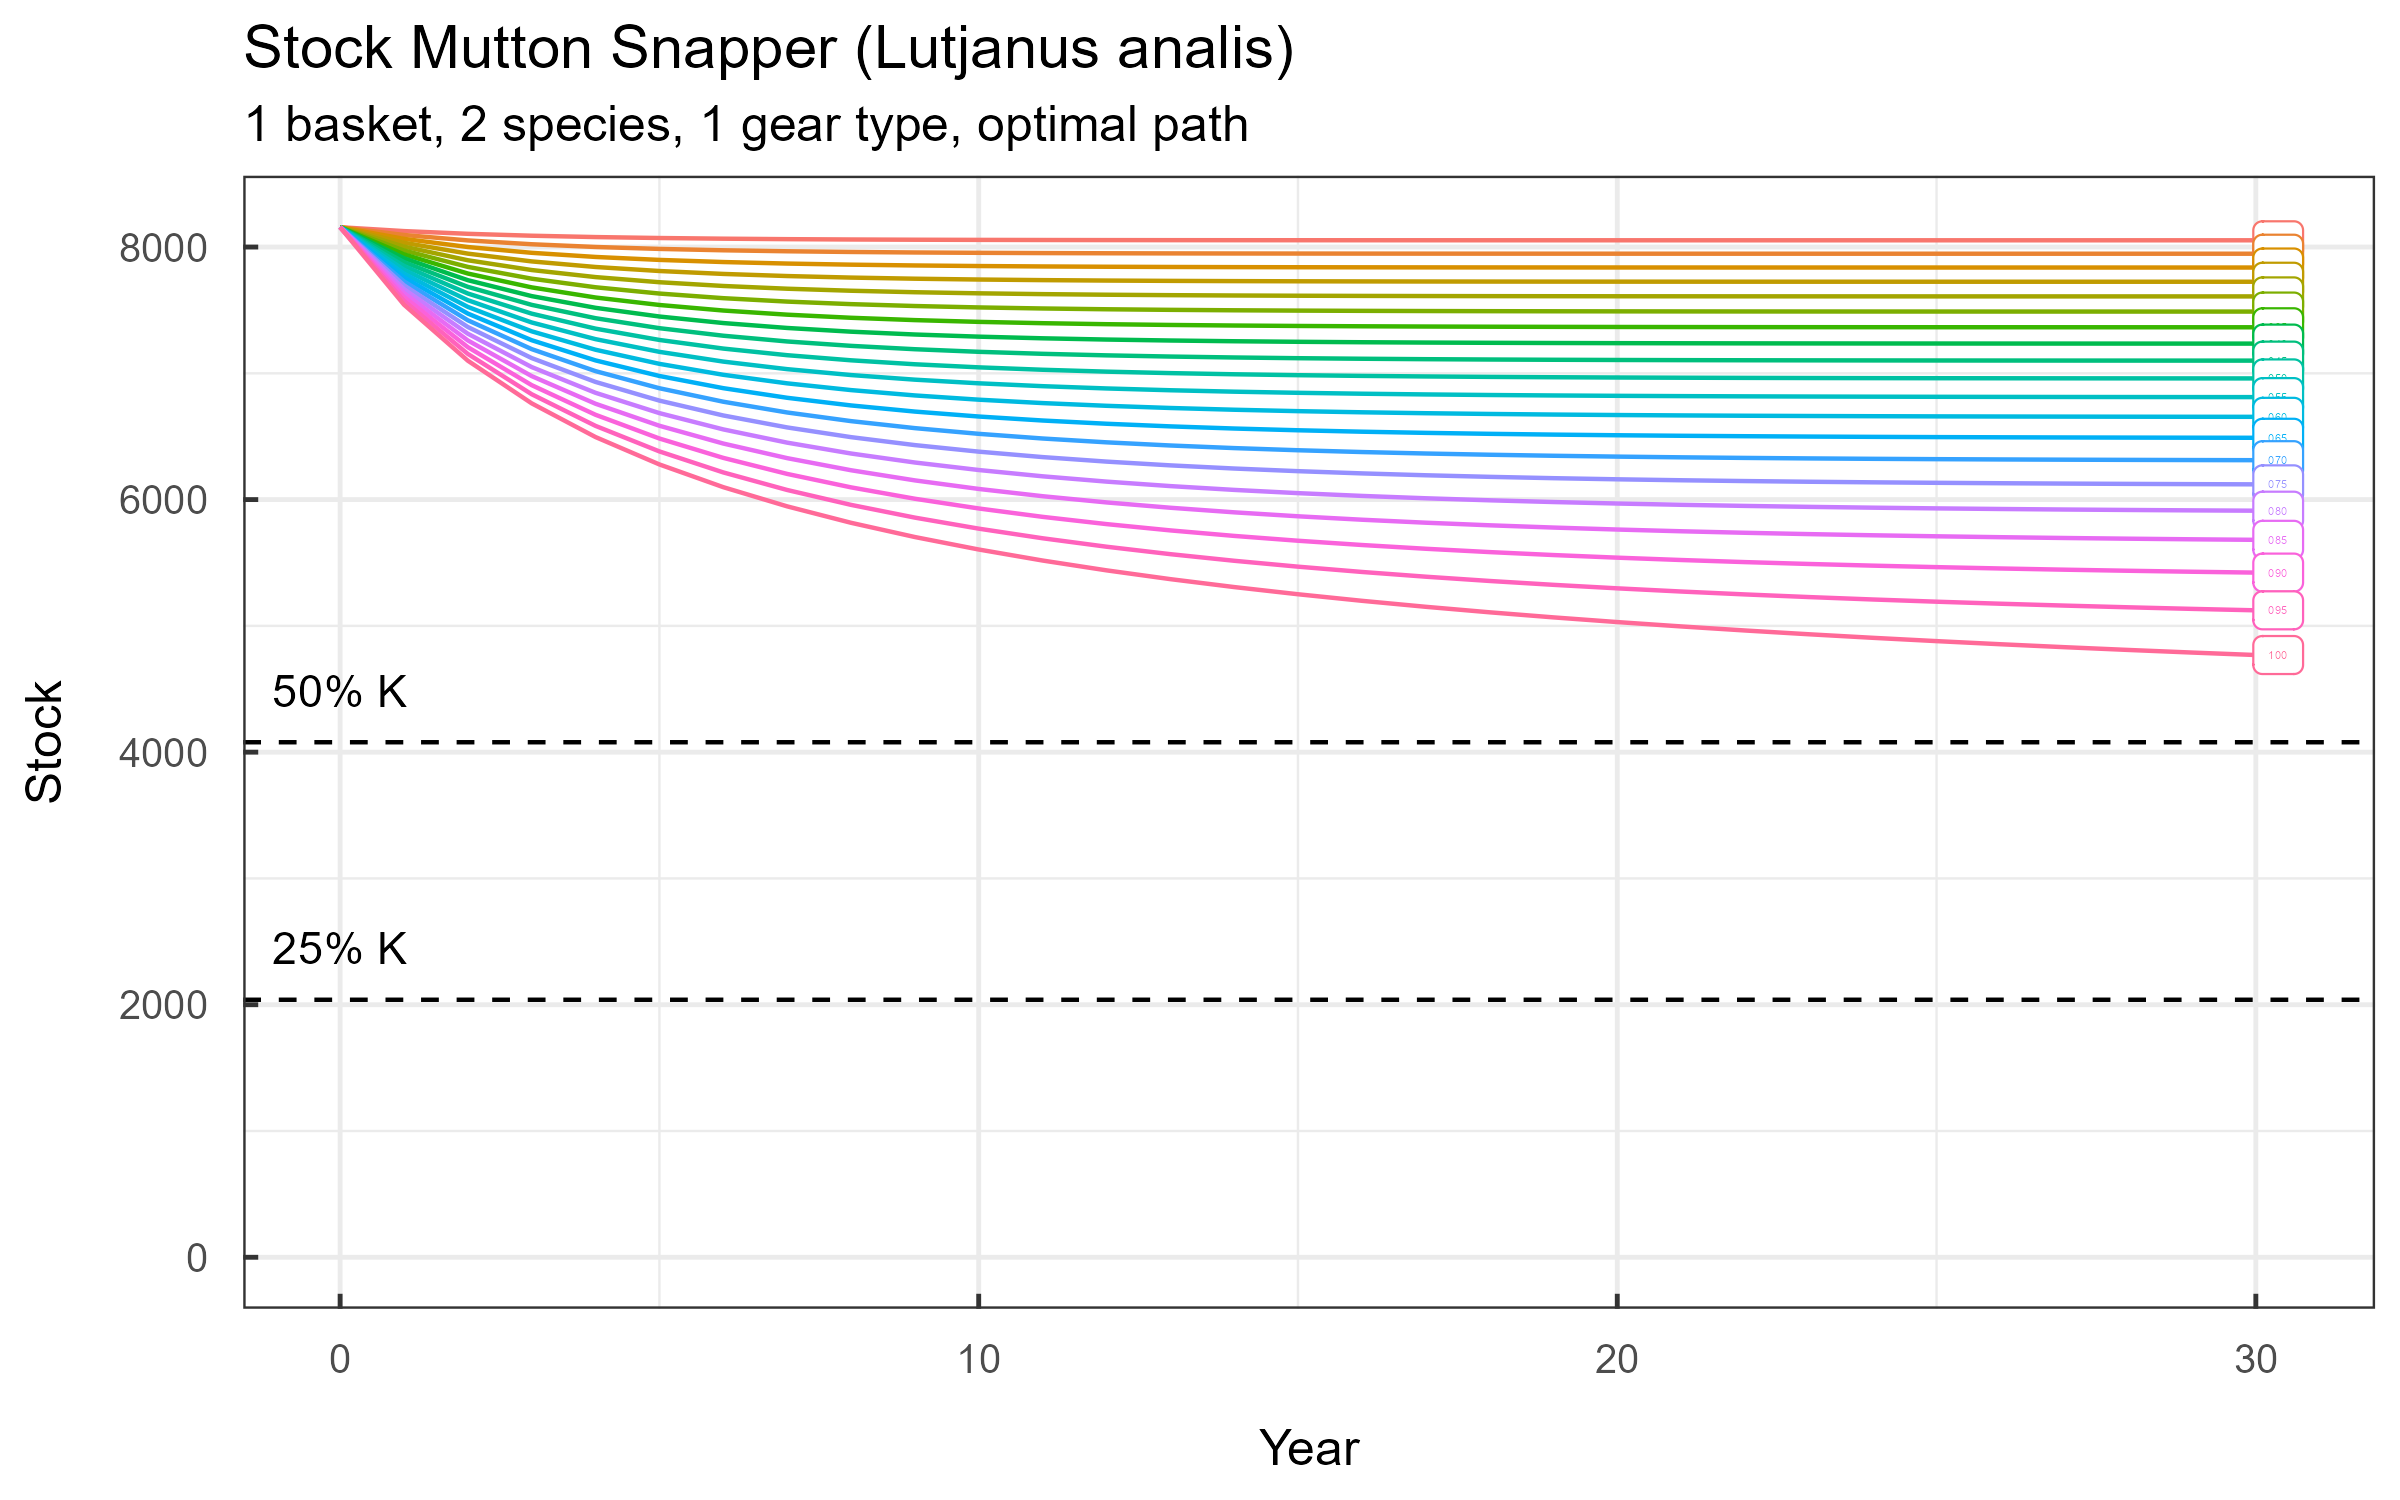 Stock Mutton Snapper (Lutjanus analis)
1 basket, 2 species, 1 gear type, optimal path
Stock
8000
6000
4000
2000
0
50% K
25% K
065
070
075
080
085
090
095
100
0
10
20
30
Year